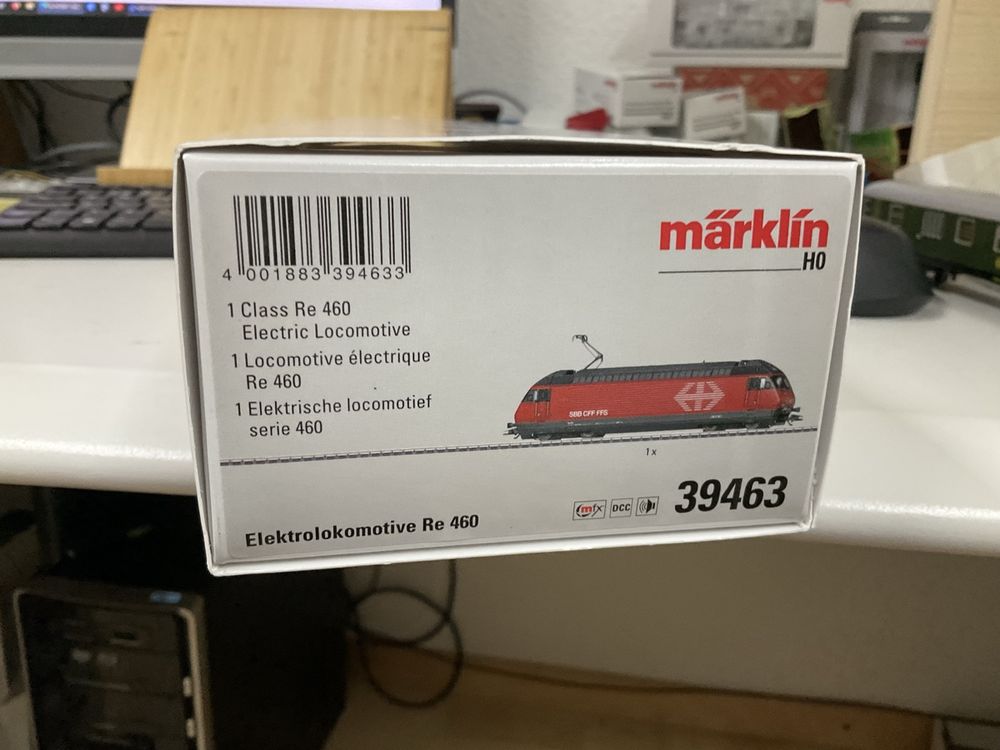 märklin
H0
4 001883 394633
1 Class Re 460
Electric Locomotive
1 Locomotive électrique
Re 460
1 Elektrische locomotief
serie 460
SBB CFF FFS
1 x
mfx
DCC
39463
Elektrolokomotive Re 460